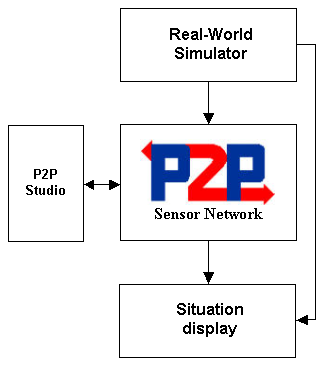 Real-World
Simulator
P2P
Studio
P2P
Sensor Network
Situation
display